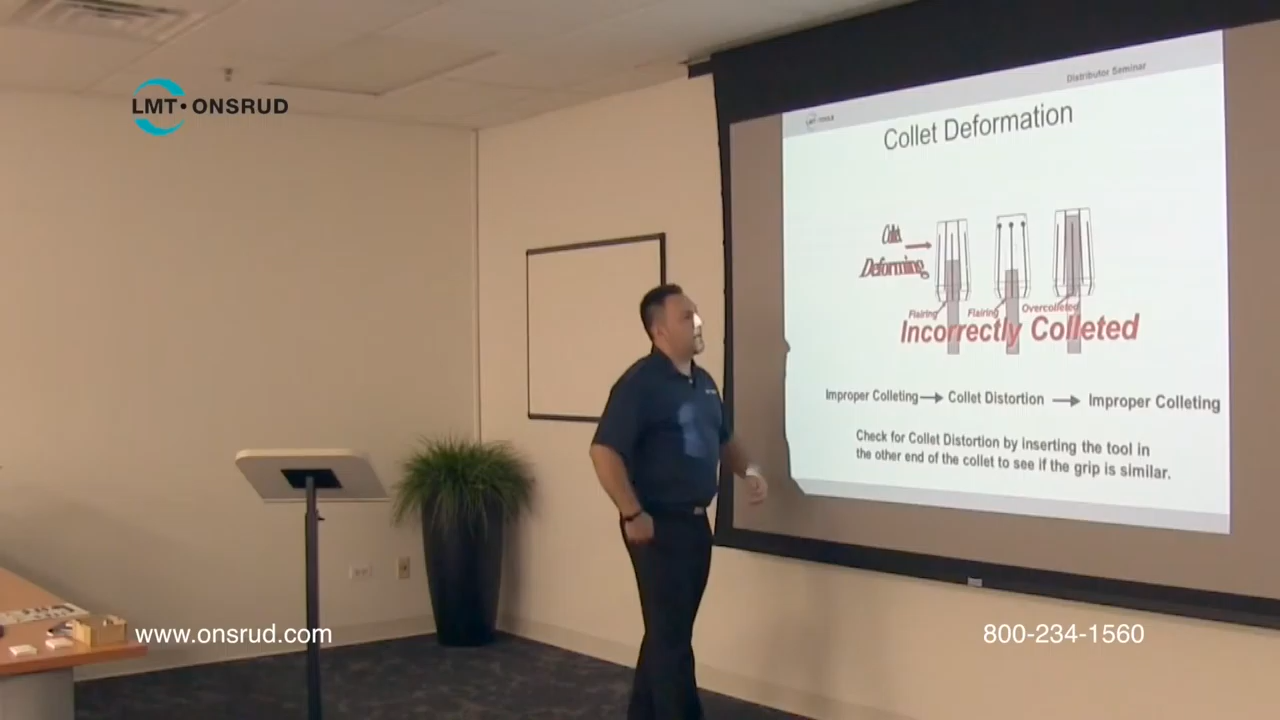 LMT • ONSRUD
Distributor Seminar
LMT • TOOLS
Collet Deformation
Collet
Deforming
Flairing
Flairing
Overcolleted
Incorrectly Colleted
Improper Colleting → Collet Distortion → Improper Colleting
Check for Collet Distortion by inserting the tool in
the other end of the collet to see if the grip is similar.
www.onsrud.com
800-234-1560